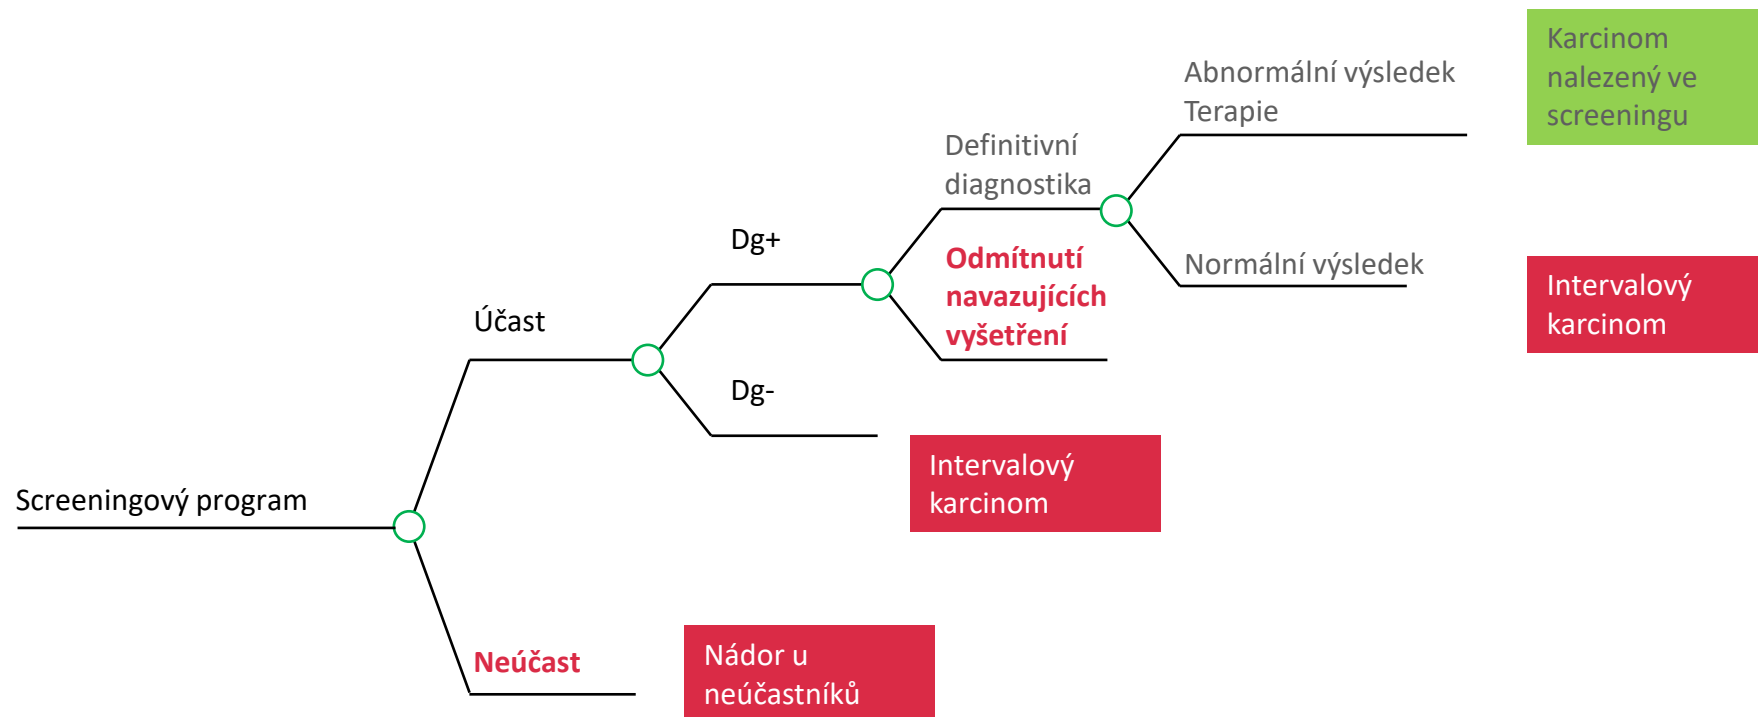 Karcinom
nalezený ve
screeningu
Abnormální výsledek
Terapie
Definitivní
diagnostika
Dg+
Odmítnutí
navazujících
vyšetření
Normální výsledek
Intervalový
karcinom
Účast
Dg-
Intervalový
karcinom
Screeningový program
Neúčast
Nádor u
neúčastníků